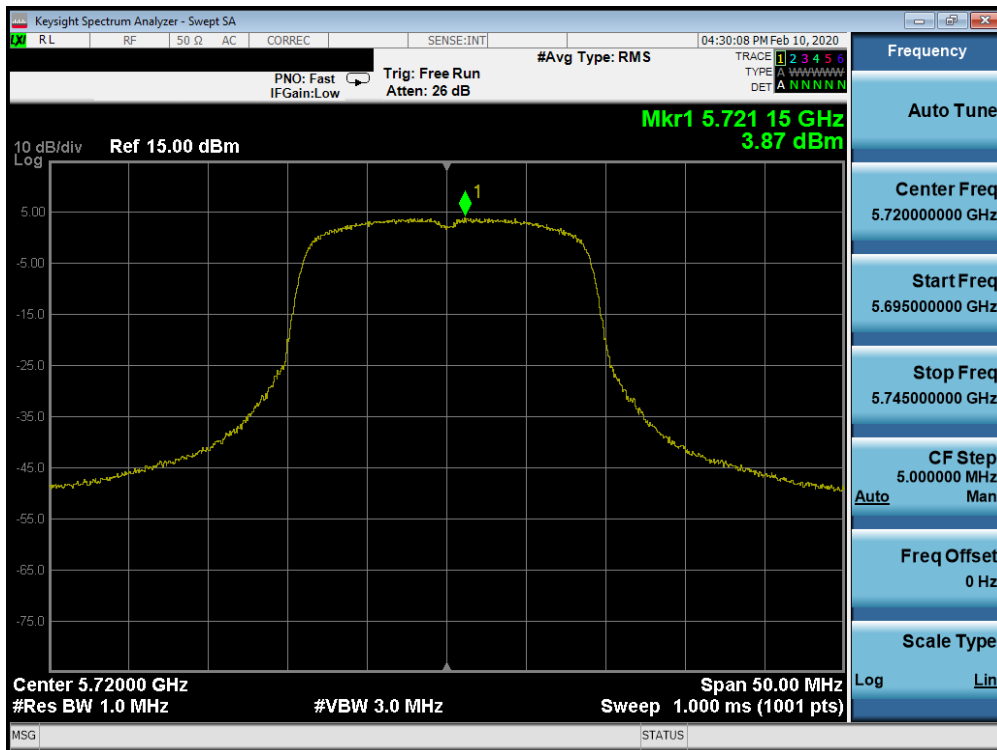 Keysight Spectrum Analyzer - Swept SA
LXI RL RF 50 Ω AC CORREC SENSE:INT 04:30:08 PM Feb 10, 2020
#Avg Type: RMS
TRACE 1 2 3 4 5 6
TYPE A WWWWW
DET A N N N N N
PNO: Fast
IFGain:Low
Trig: Free Run
Atten: 26 dB
Mkr1 5.721 15 GHz
3.87 dBm
10 dB/div
Log
Ref 15.00 dBm
1
5.00
-5.00
-15.0
-25.0
-35.0
-45.0
-55.0
-65.0
-75.0
Center 5.72000 GHz
Span 50.00 MHz
#Res BW 1.0 MHz
#VBW 3.0 MHz
Sweep 1.000 ms (1001 pts)
MSG
STATUS
Frequency
Auto Tune
Center Freq
5.720000000 GHz
Start Freq
5.695000000 GHz
Stop Freq
5.745000000 GHz
CF Step
5.000000 MHz
Auto Man
Freq Offset
0 Hz
Scale Type
Log Lin